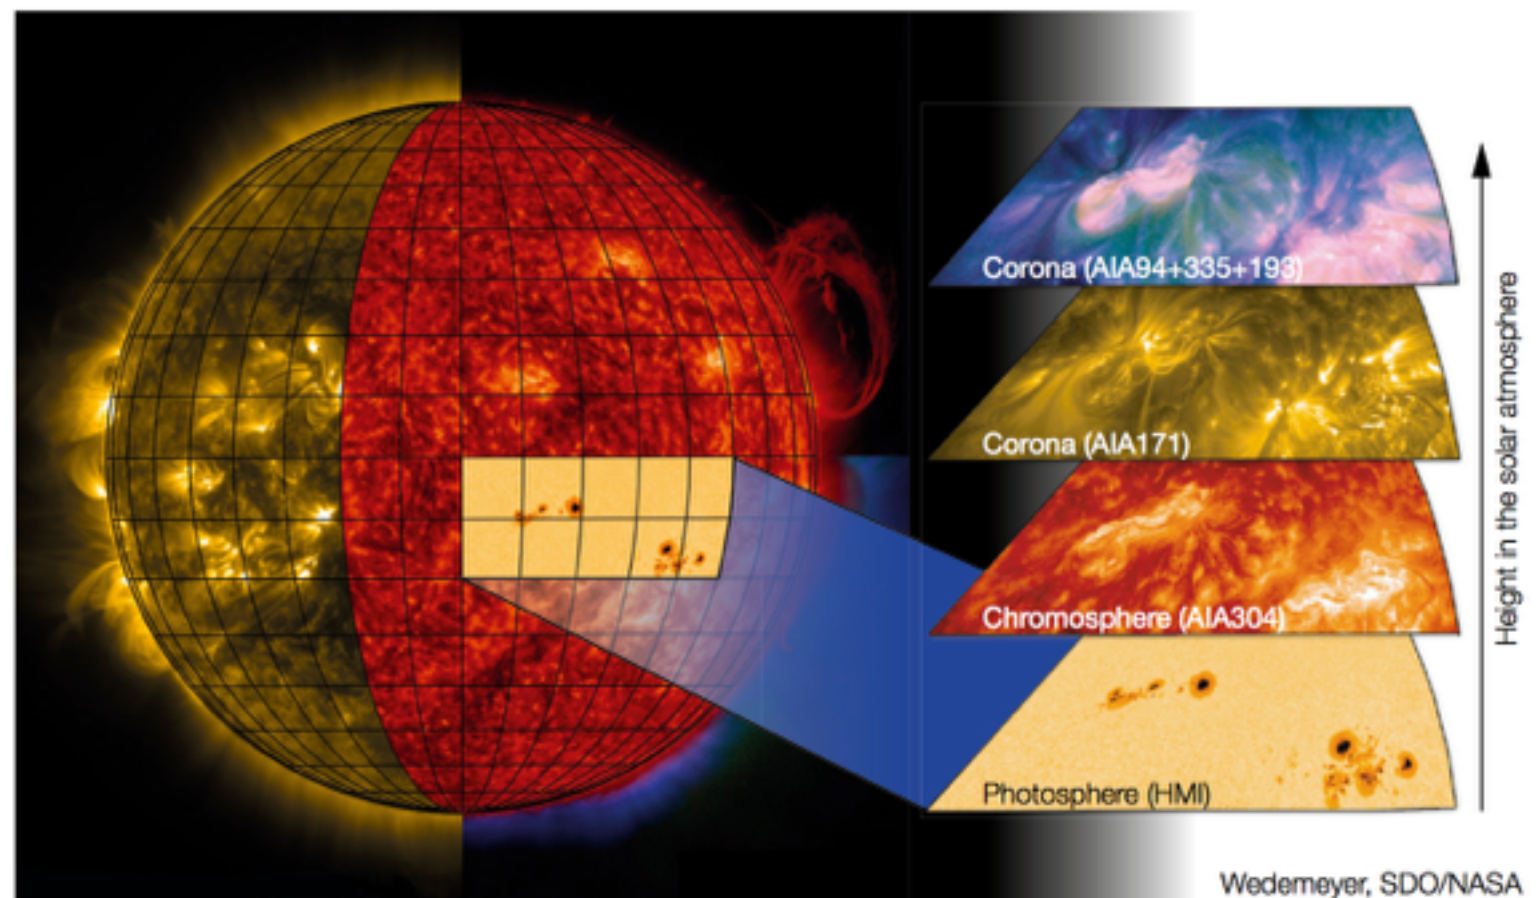 Corona (AIA94+335+193)
Corona (AIA171)
Chromosphere (AIA304)
Photosphere (HMI)
Height in the solar atmosphere
Wedemeyer, SDO/NASA